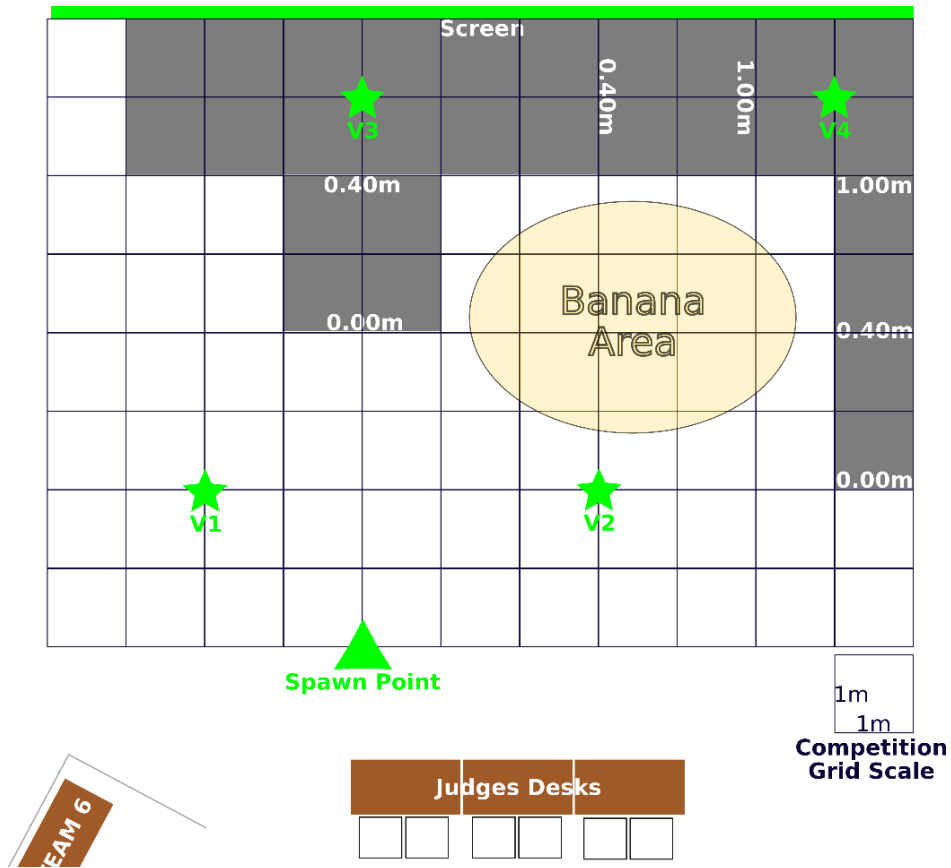 Screen
0.40m
1.00m
V3
V4
0.40m
1.00m
Banana
Area
0.00m
0.40m
0.00m
V1
V2
Spawn Point
1m
1m
Competition
Grid Scale
Judges Desks
TEAM 6